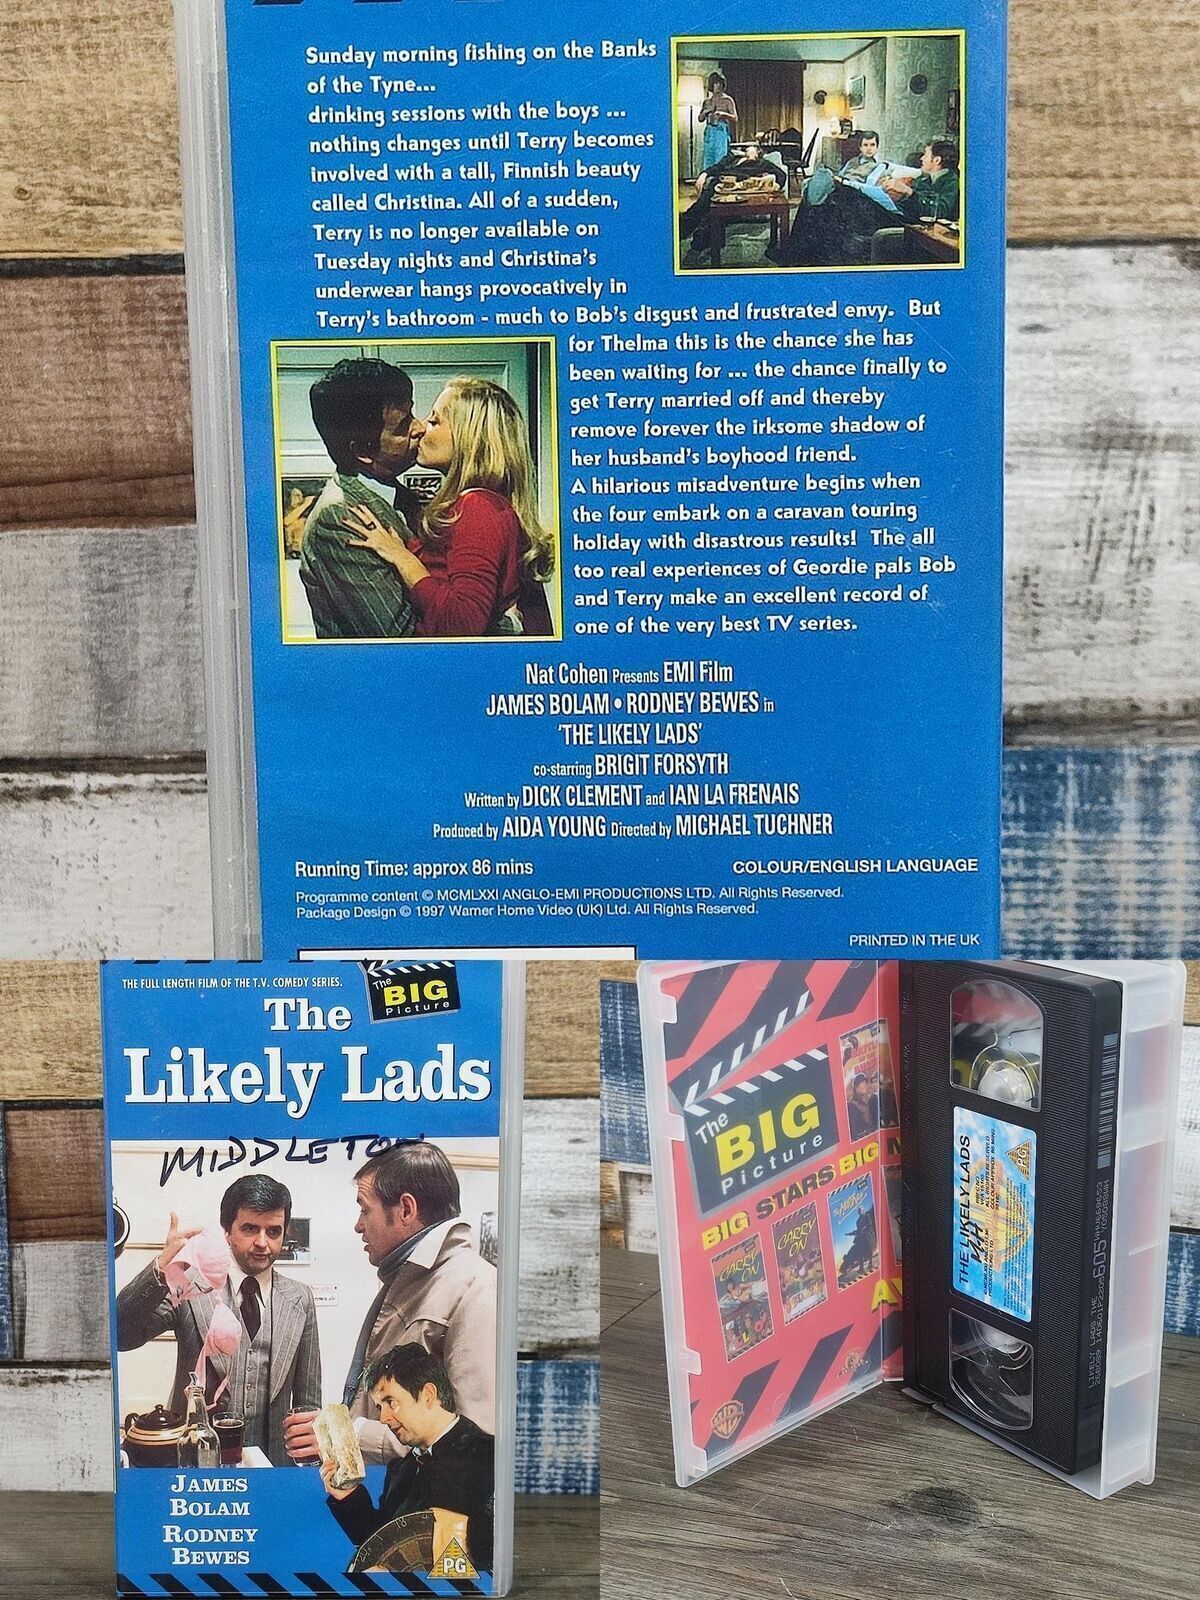 Sunday morning fishing on the Banks
of the Tyne...
drinking sessions with the boys ...
nothing changes until Terry becomes
involved with a tall, Finnish beauty
called Christina. All of a sudden,
Terry is no longer available on
Tuesday nights and Christina's
underwear hangs provocatively in
Terry's bathroom - much to Bob's disgust and frustrated envy. But
for Thelma this is the chance she has
been waiting for ... the chance finally to
get Terry married off and thereby
remove forever the irksome shadow of
her husband's boyhood friend.
A hilarious misadventure begins when
the four embark on a caravan touring
holiday with disastrous results! The all
too real experiences of Geordie pals Bob
and Terry make an excellent record of
one of the very best TV series.
Nat Cohen Presents EMI Film
JAMES BOLAM • RODNEY BEWES in
'THE LIKELY LADS'
co-starring BRIGIT FORSYTH
Written by DICK CLEMENT and IAN LA FRENAIS
Produced by AIDA YOUNG Directed by MICHAEL TUCHNER
Running Time: approx 86 mins
COLOUR/ENGLISH LANGUAGE
Programme content © MCMLXXI ANGLO-EMI PRODUCTIONS LTD. All Rights Reserved.
Package Design © 1997 Warner Home Video (UK) Ltd. All Rights Reserved.
PRINTED IN THE UK
THE FULL LENGTH FILM OF THE T.V. COMEDY SERIES.
The
BIG
Picture
The
Likely Lads
MIDDLETON
JAMES
BOLAM
RODNEY
BEWES
PG
The
BIG
Picture
BIG STARS BIG M
CARRY ON
CARRY ON
THE LIKELY LADS
PG
LIKELY LADS THE
605